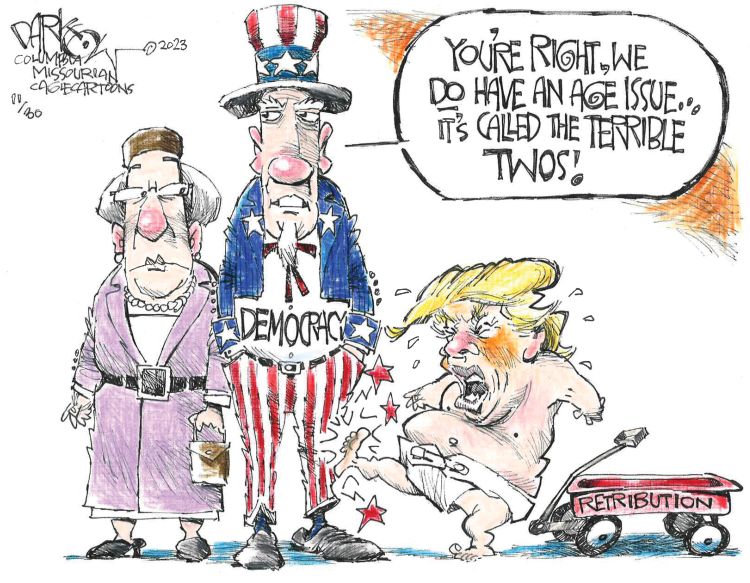 DARKOW
© 2023
COLUMBIA
MISSOURIAN
CAGLECARTOONS
11/30
YOU'RE RIGHT, WE
DO HAVE AN AGE ISSUE...
IT'S CALLED THE TERRIBLE
TWOS!
DEMOCRACY
RETRIBUTION